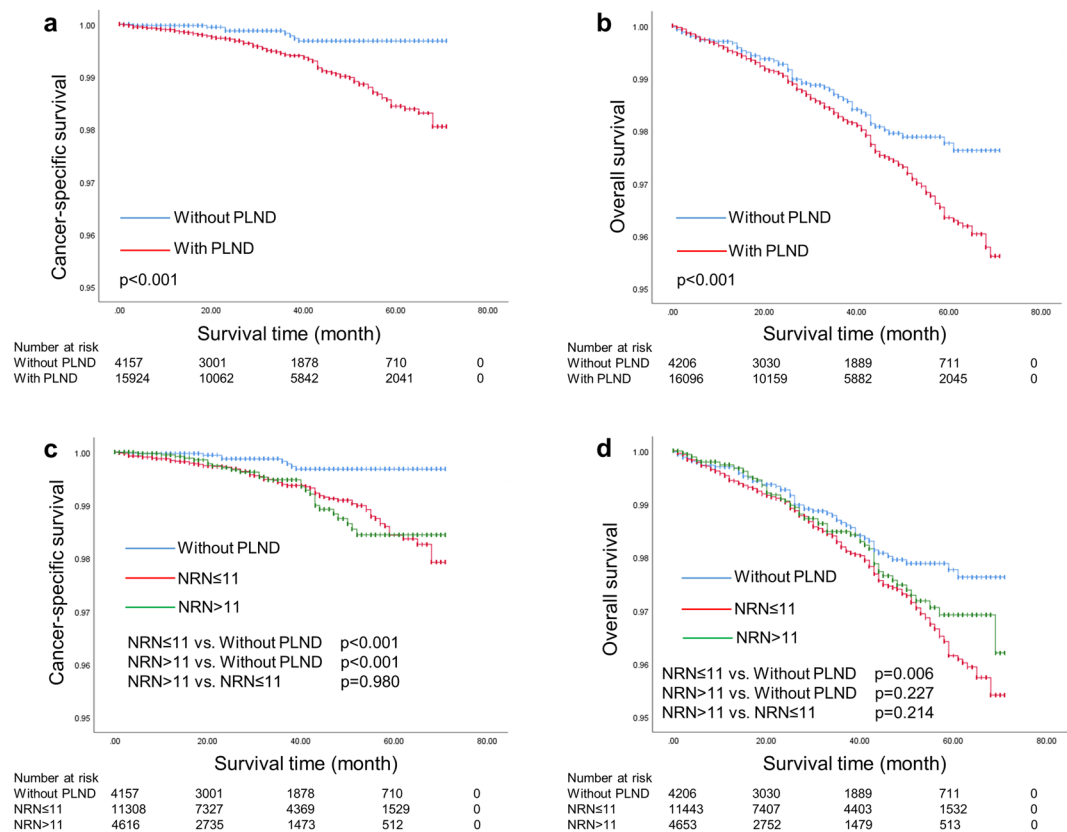 a
1.00
0.99
0.98
0.97
0.96
0.95
Cancer-specific survival
Without PLND
With PLND
p<0.001
.00 20.00 40.00 60.00 80.00
Survival time (month)
Number at risk
Without PLND 4157 3001 1878 710 0
With PLND 15924 10062 5842 2041 0
b
1.00
0.99
0.98
0.97
0.96
0.95
Overall survival
Without PLND
With PLND
p<0.001
.00 20.00 40.00 60.00 80.00
Survival time (month)
Number at risk
Without PLND 4206 3030 1889 711 0
With PLND 16096 10159 5882 2045 0
c
1.00
0.99
0.98
0.97
0.96
0.95
Cancer-specific survival
Without PLND
NRN≤11
NRN>11
NRN≤11 vs. Without PLND p<0.001
NRN>11 vs. Without PLND p<0.001
NRN>11 vs. NRN≤11 p=0.980
.00 20.00 40.00 60.00 80.00
Survival time (month)
Number at risk
Without PLND 4157 3001 1878 710 0
NRN≤11 11308 7327 4369 1529 0
NRN>11 4616 2735 1473 512 0
d
1.00
0.99
0.98
0.97
0.96
0.95
Overall survival
Without PLND
NRN≤11
NRN>11
NRN≤11 vs. Without PLND p=0.006
NRN>11 vs. Without PLND p=0.227
NRN>11 vs. NRN≤11 p=0.214
.00 20.00 40.00 60.00 80.00
Survival time (month)
Number at risk
Without PLND 4206 3030 1889 711 0
NRN≤11 11443 7407 4403 1532 0
NRN>11 4653 2752 1479 513 0